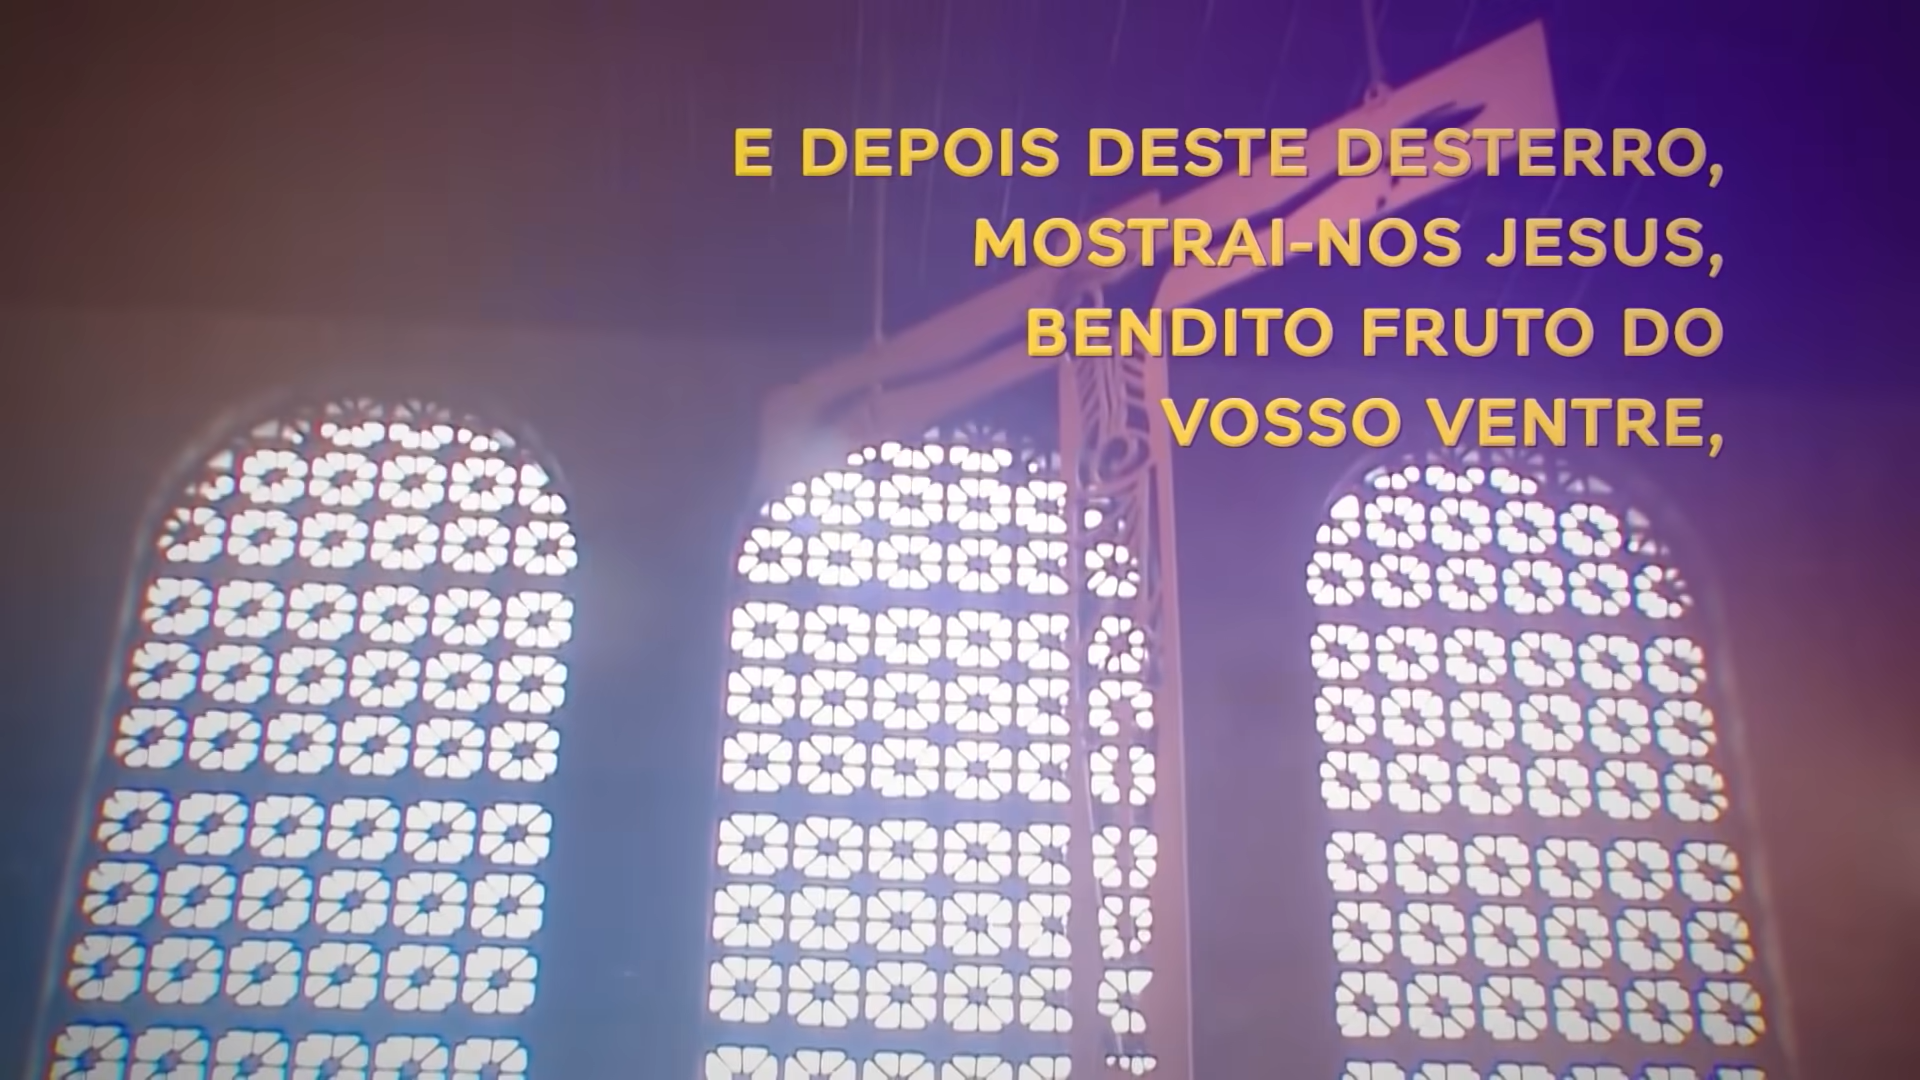 E DEPOIS DESTE DESTERRO,
MOSTRAI-NOS JESUS,
BENDITO FRUTO DO
VOSSO VENTRE,